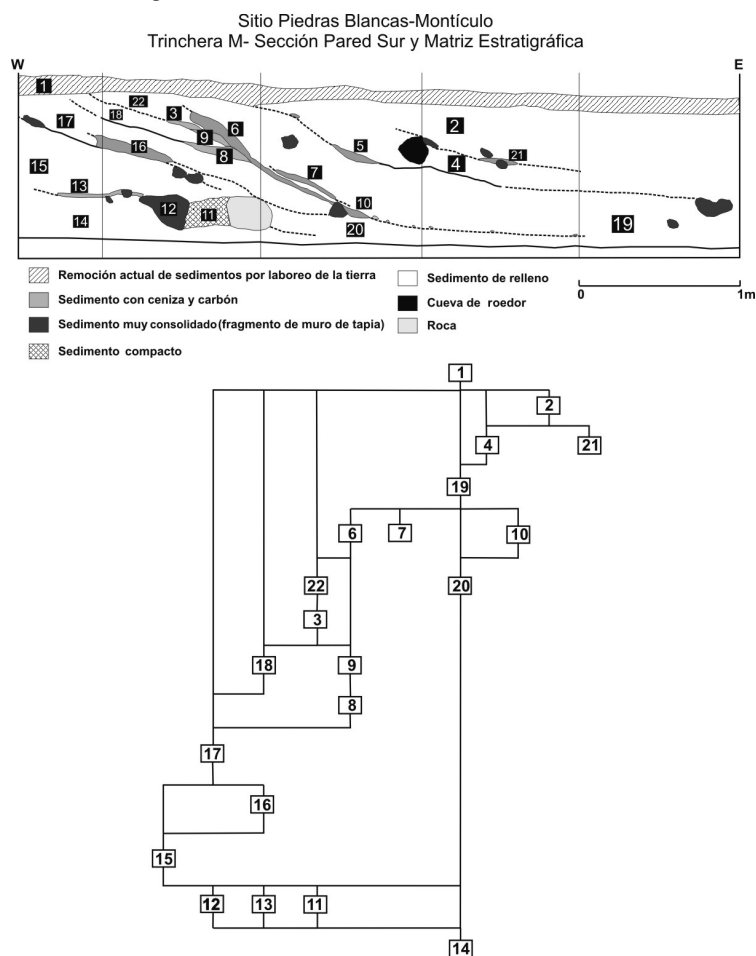 Sitio Piedras Blancas-Montículo
Trinchera M- Sección Pared Sur y Matriz Estratigráfica
W E
1
22
2
3
18
17
6
9
5
4
21
8
16
15
7
13
10
12
11
14
20
19
Remoción actual de sedimentos por laboreo de la tierra
Sedimento con ceniza y carbón
Sedimento muy consolidado (fragmento de muro de tapia)
Sedimento compacto
Sedimento de relleno
Cueva de roedor
Roca
0 1m
1
2
4 21
19
6 7 10
22 20
3
18 9
8
17
16
15
12 13 11
14